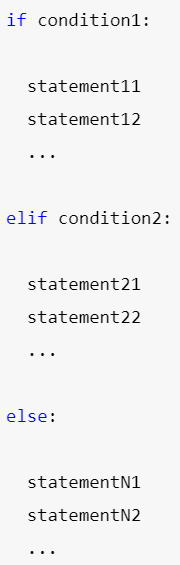 if condition1:
  statement11
  statement12
  ...
elif condition2:
  statement21
  statement22
  ...
else:
  statementN1
  statementN2
  ...